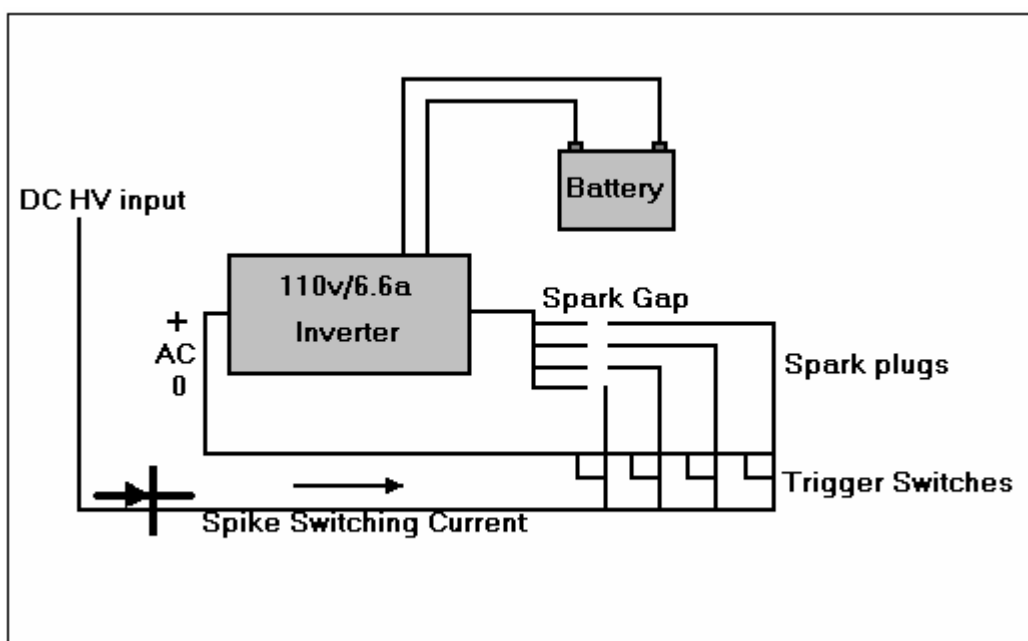 Battery
DC HV input
110v/6.6a
Inverter
Spark Gap
+
AC
0
Spark plugs
Trigger Switches
Spike Switching Current